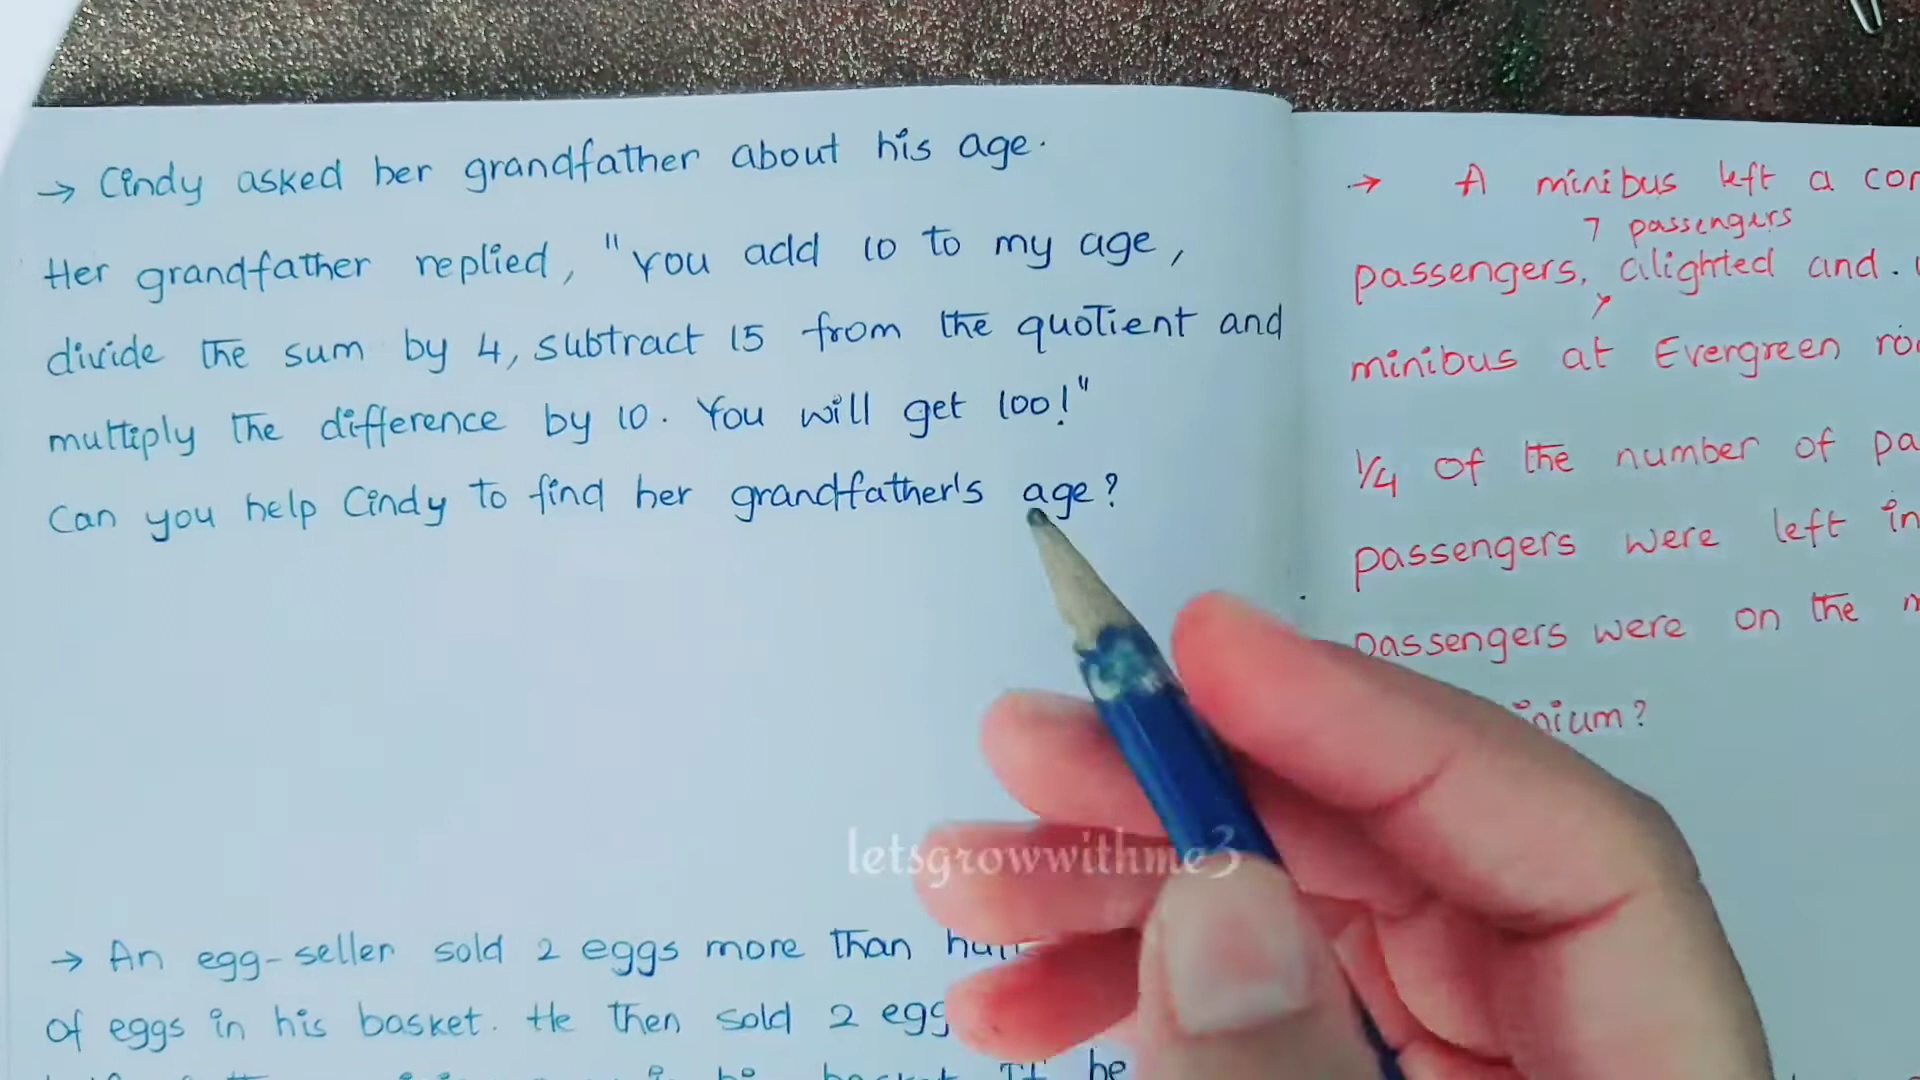 → Cindy asked her grandfather about his age.
Her grandfather replied, "You add 10 to my age,
divide the sum by 4, subtract 15 from the quotient and
multiply the difference by 10. You will get 100!"
Can you help Cindy to find her grandfather's age?
→ An egg-seller sold 2 eggs more than
of eggs in his basket. He then sold 2
basket
be
→ A minibus left a
7 passengers
passengers, alighted and.
minibus at Evergreen
1/4 of the number of
passengers were left in
passengers were on the
letsgrowwithme3